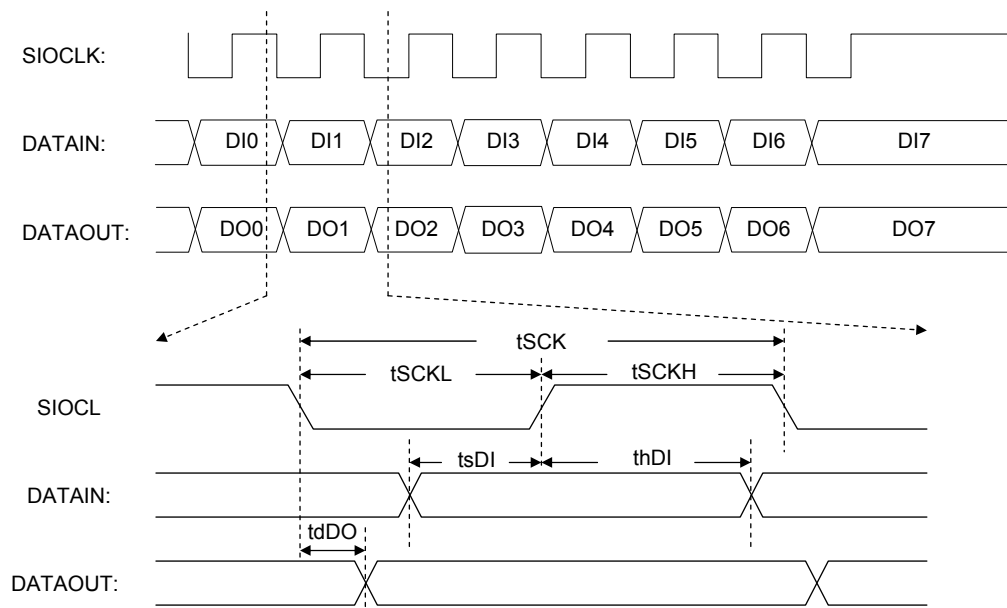 SIOCLK:
DATAIN: DI0 DI1 DI2 DI3 DI4 DI5 DI6 DI7
DATAOUT: DO0 DO1 DO2 DO3 DO4 DO5 DO6 DO7
tSCK
tSCKL tSCKH
SIOCL
tsDI thDI
DATAIN:
tdDO
DATAOUT: